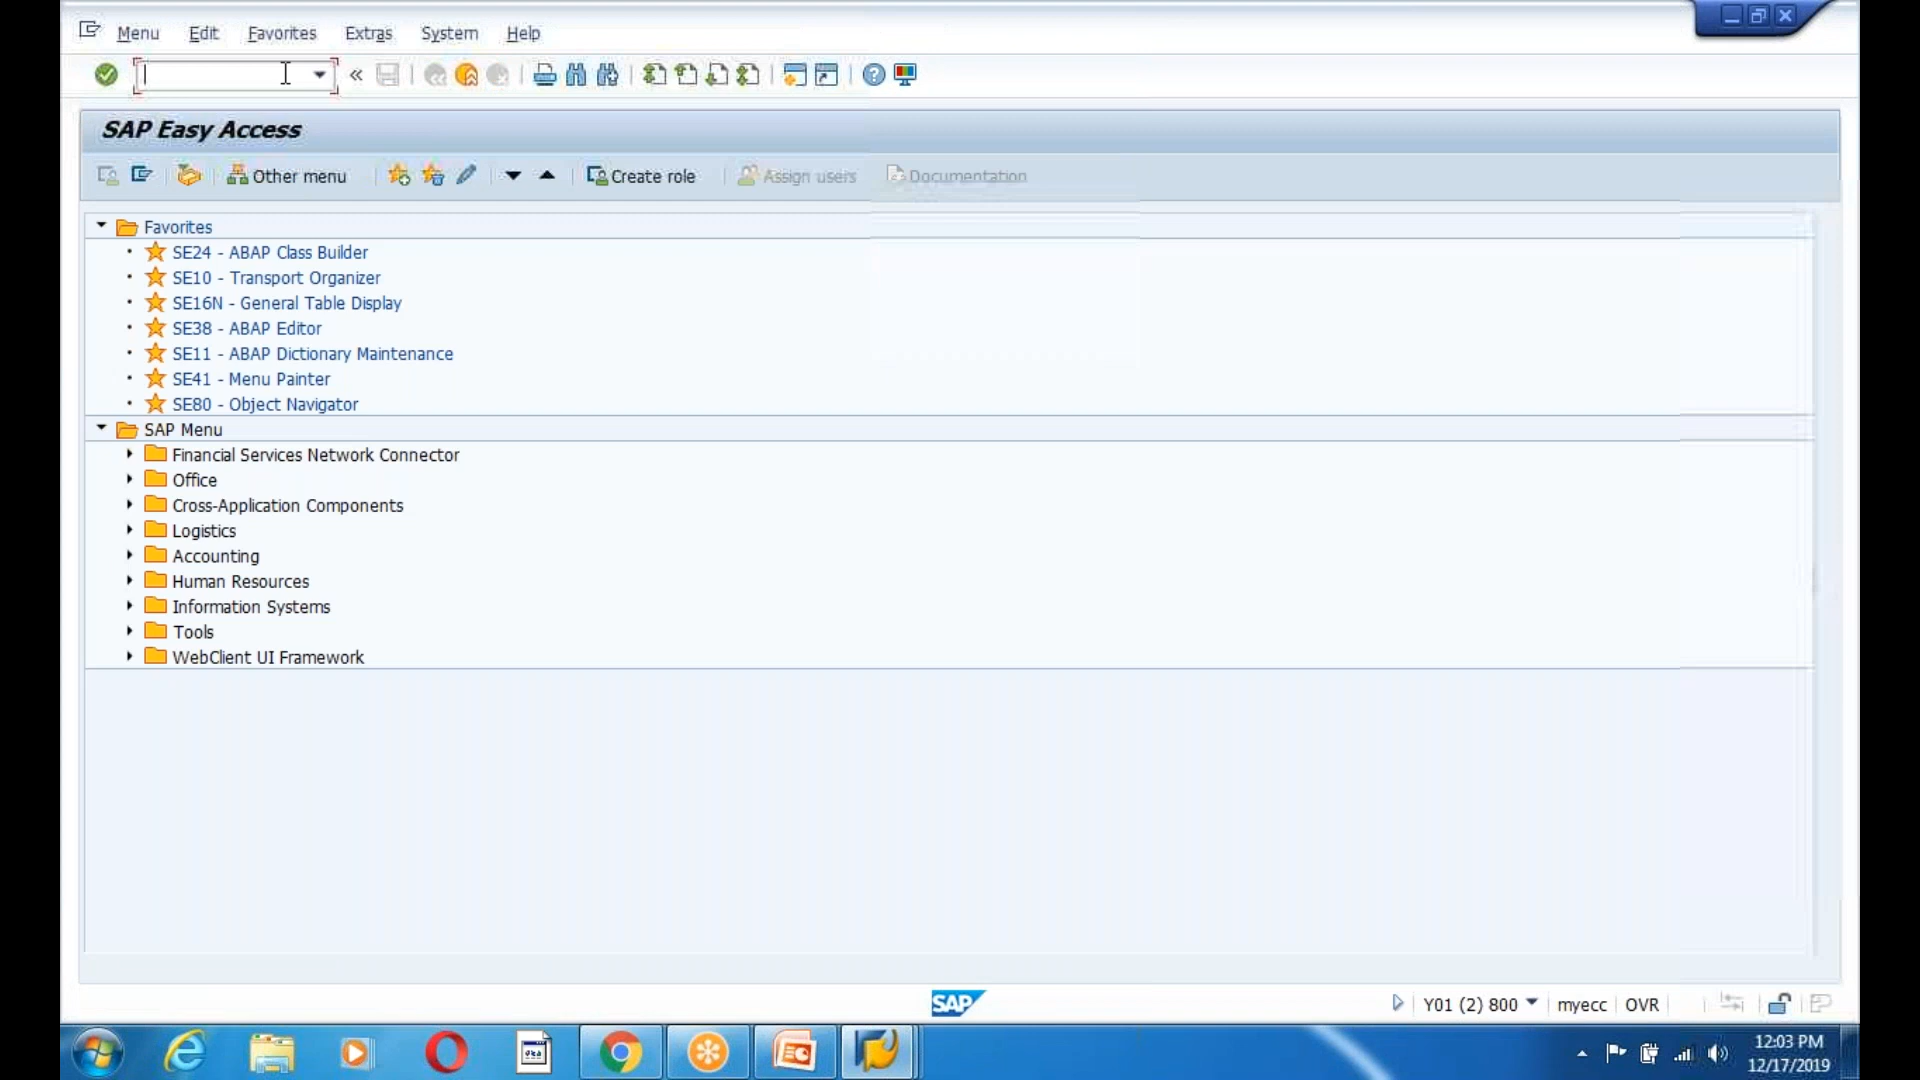 Menu Edit Favorites Extras System Help
SAP Easy Access
Other menu Create role Assign users Documentation
Favorites
SE24 - ABAP Class Builder
SE10 - Transport Organizer
SE16N - General Table Display
SE38 - ABAP Editor
SE11 - ABAP Dictionary Maintenance
SE41 - Menu Painter
SE80 - Object Navigator
SAP Menu
Financial Services Network Connector
Office
Cross-Application Components
Logistics
Accounting
Human Resources
Information Systems
Tools
WebClient UI Framework
SAP Y01 (2) 800 myecc OVR
12:03 PM
12/17/2019